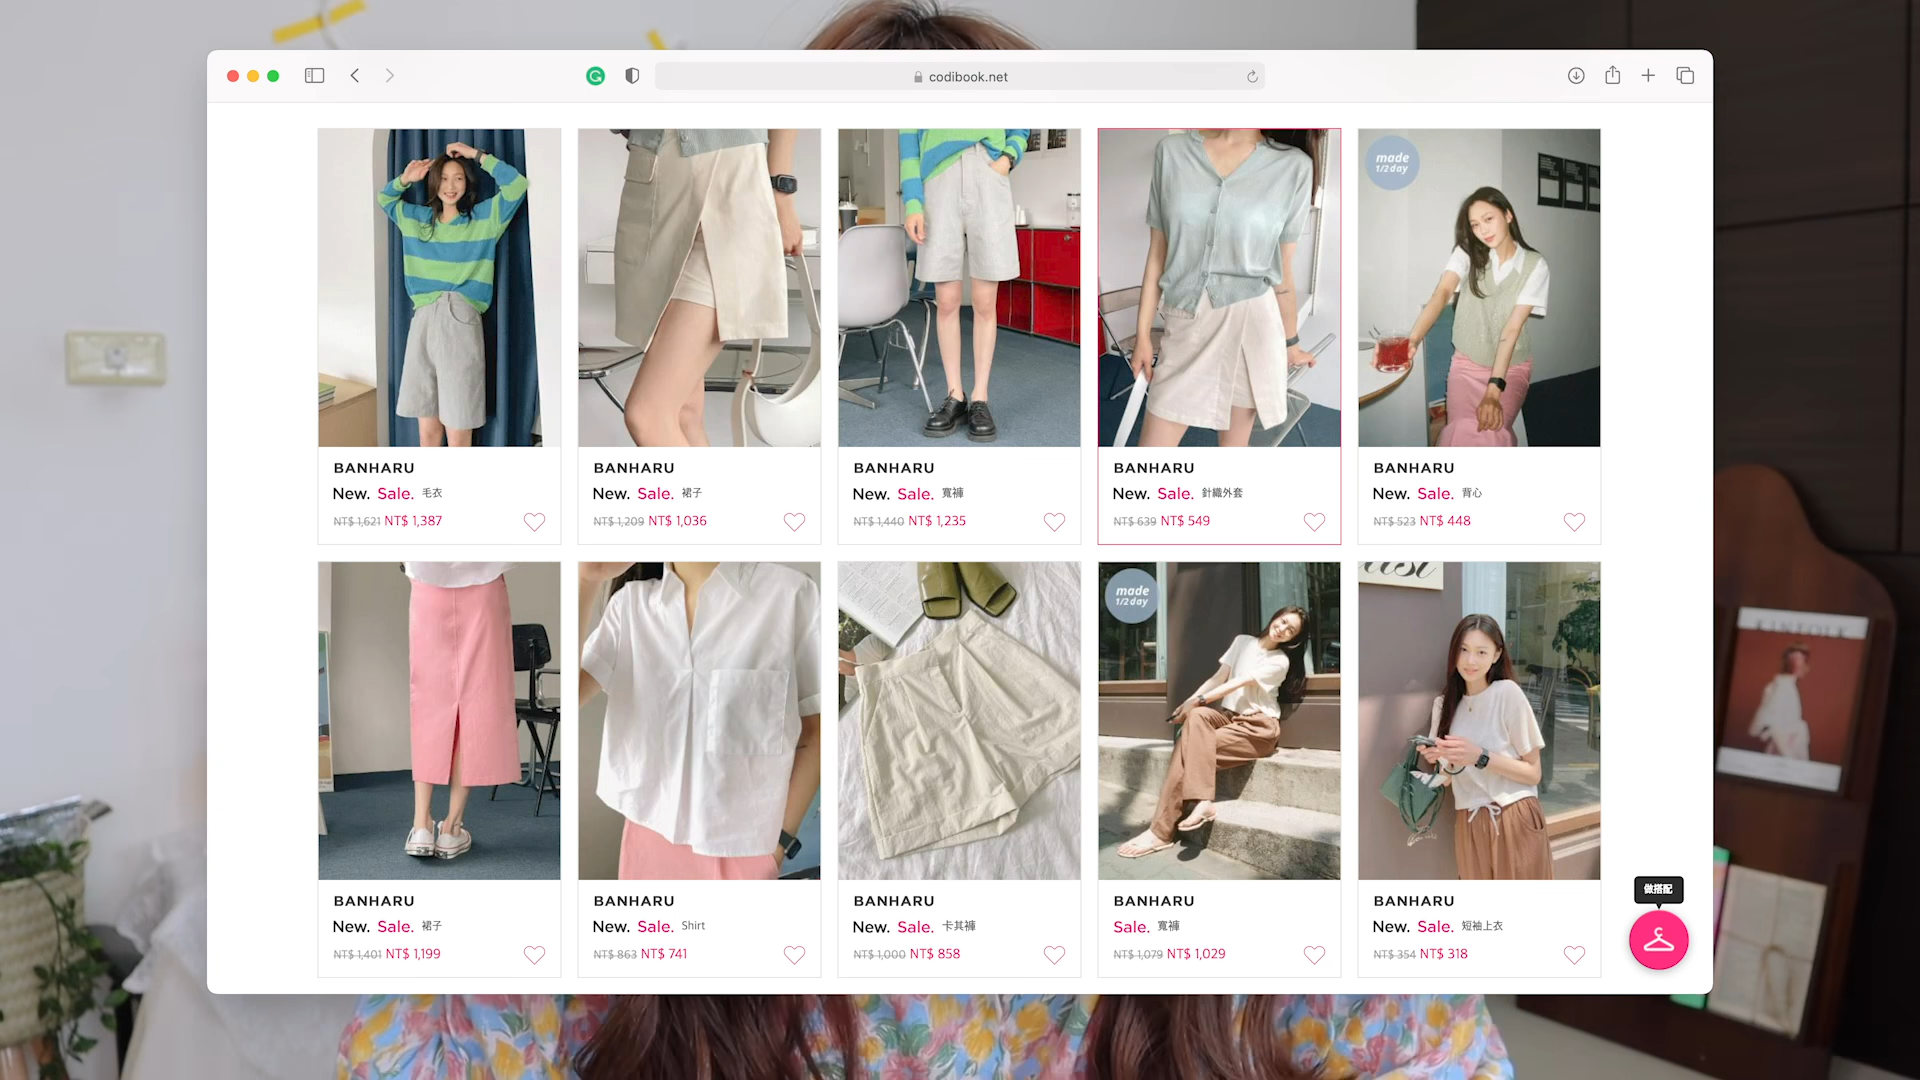 codibook.net
BANHARU
New. Sale. 毛衣
NT$ 1,621 NT$ 1,387
BANHARU
New. Sale. 裙子
NT$ 1,209 NT$ 1,036
BANHARU
New. Sale. 寬褲
NT$ 1,440 NT$ 1,235
BANHARU
New. Sale. 針織外套
NT$ 639 NT$ 549
made
1/2day
BANHARU
New. Sale. 背心
NT$ 523 NT$ 448
BANHARU
New. Sale. 裙子
NT$ 1,401 NT$ 1,199
BANHARU
New. Sale. Shirt
NT$ 863 NT$ 741
BANHARU
New. Sale. 卡其褲
NT$ 1,000 NT$ 858
made
1/2day
BANHARU
Sale. 寬褲
NT$ 1,079 NT$ 1,029
BANHARU
New. Sale. 短袖上衣
NT$ 354 NT$ 318
做搭配